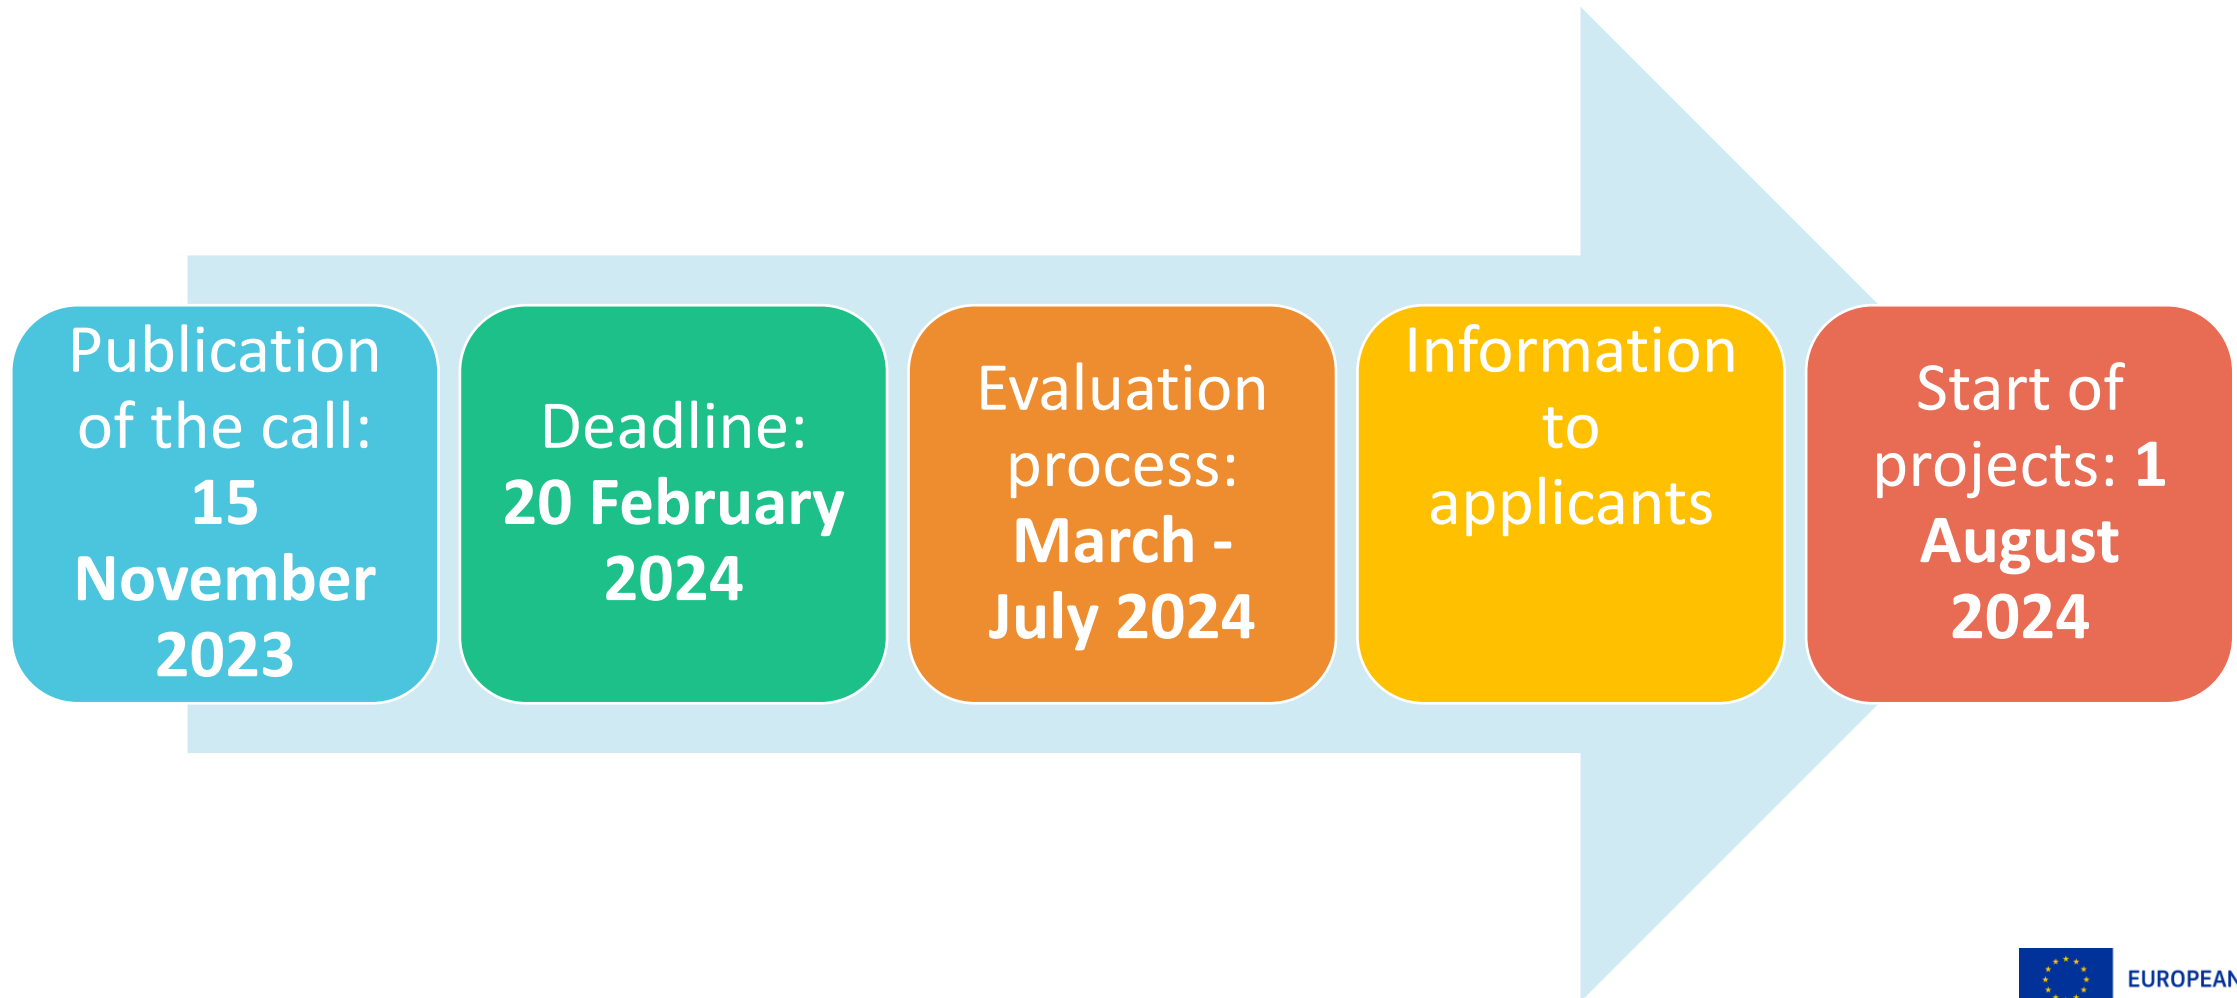 Publication
of the call:
15
November
2023
Deadline:
20 February
2024
Evaluation
process:
March -
July 2024
Information
to
applicants
Start of
projects: 1
August
2024
EUROPEAN